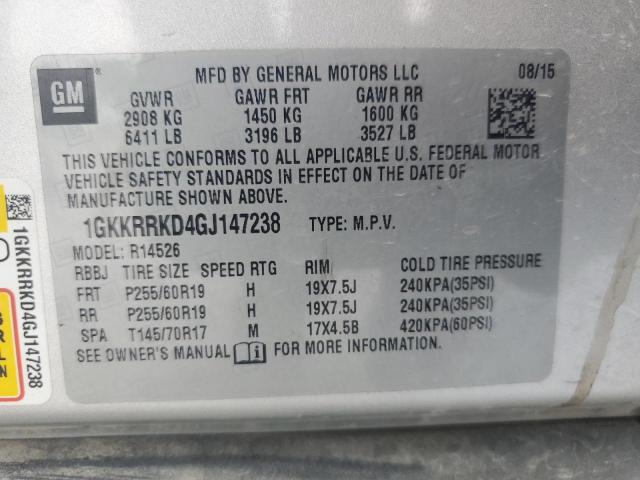 GM ®
MFD BY GENERAL MOTORS LLC 08/15
GVWR GAWR FRT GAWR RR
2908 KG 1450 KG 1600 KG
6411 LB 3196 LB 3527 LB
THIS VEHICLE CONFORMS TO ALL APPLICABLE U.S. FEDERAL MOTOR
VEHICLE SAFETY STANDARDS IN EFFECT ON THE DATE OF
MANUFACTURE SHOWN ABOVE.
1GKKRRKD4GJ147238 TYPE: M.P.V.
MODEL: R14526
RBBJ TIRE SIZE SPEED RTG RIM COLD TIRE PRESSURE
FRT P255/60R19 H 19X7.5J 240KPA(35PSI)
RR P255/60R19 H 19X7.5J 240KPA(35PSI)
SPA T145/70R17 M 17X4.5B 420KPA(60PSI)
SEE OWNER'S MANUAL FOR MORE INFORMATION.
1GKKRRKD4GJ147238